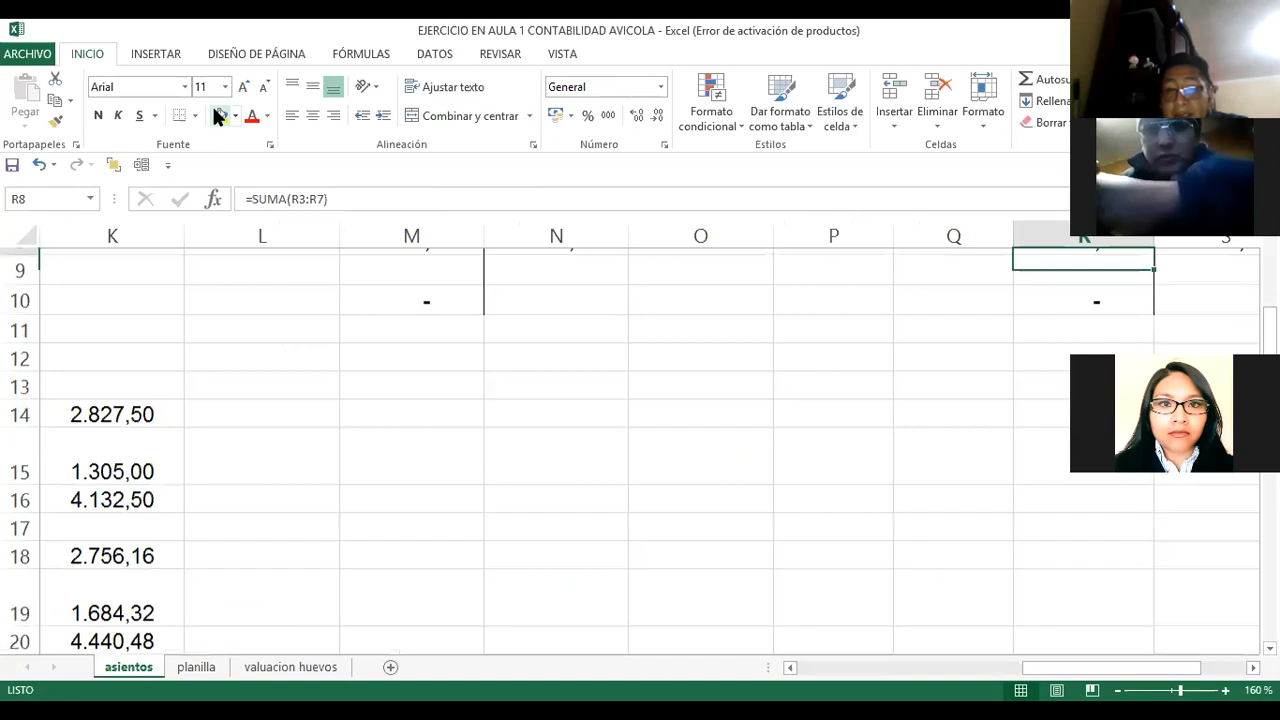 EJERCICIO EN AULA 1 CONTABILIDAD AVICOLA - Excel (Error de activación de productos)
ARCHIVO INICIO INSERTAR DISEÑO DE PÁGINA FÓRMULAS DATOS REVISAR VISTA
Pegar
Arial 11
N K S A
Ajustar texto
Combinar y centrar
General
% 000
Formato condicional
Dar formato como tabla
Estilos de celda
Insertar Eliminar Formato
Σ
Rellena
Borrar
Portapapeles Fuente Alineación Número Estilos Celdas
R8 fx =SUMA(R3:R7)
K L M N O P Q
9
10 - -
11
12
13
14 2.827,50
15 1.305,00
16 4.132,50
17
18 2.756,16
19 1.684,32
20 4.440,48
asientos planilla valuacion huevos
LISTO 160 %